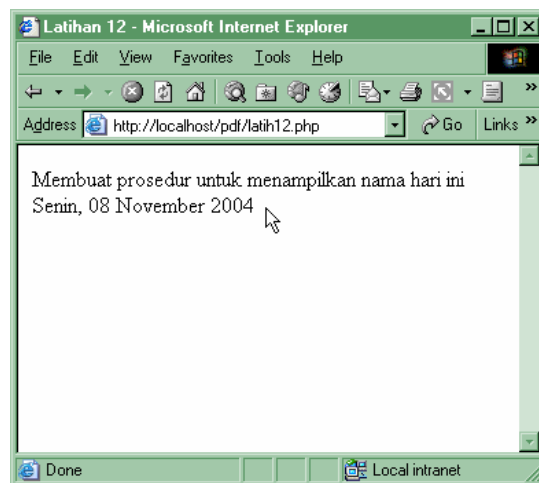 Latihan 12 - Microsoft Internet Explorer
File Edit View Favorites Tools Help
Address http://localhost/pdf/latih12.php Go Links »
Membuat prosedur untuk menampilkan nama hari ini
Senin, 08 November 2004
Done Local intranet